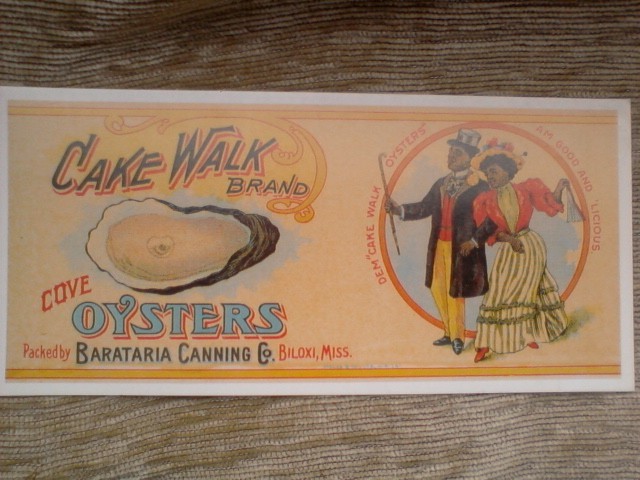 CAKE WALK
BRAND
COVE
OYSTERS
Packed by BARATARIA CANNING CO. BILOXI, MISS.
DEM "CAKE WALK OYSTERS"
AM GOOD AND 'LICIOUS